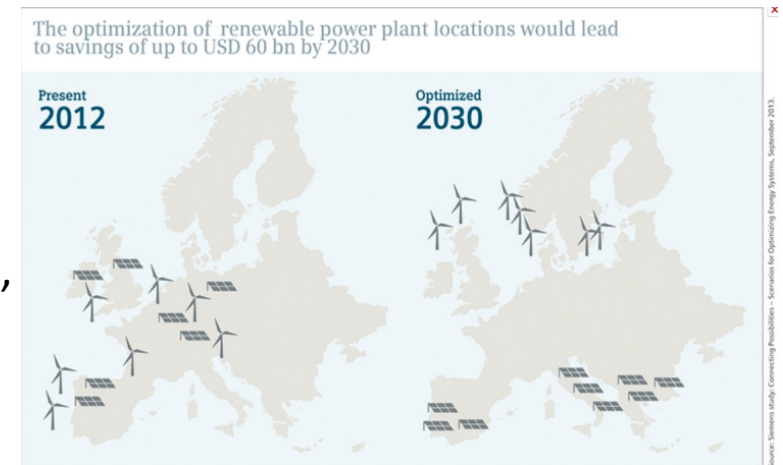 The optimization of renewable power plant locations would lead
to savings of up to USD 60 bn by 2030
Present
2012
Optimized
2030
,
Source: Siemens study: Connecting Possibilities – Scenarios for Optimizing Energy Systems, September 2013.